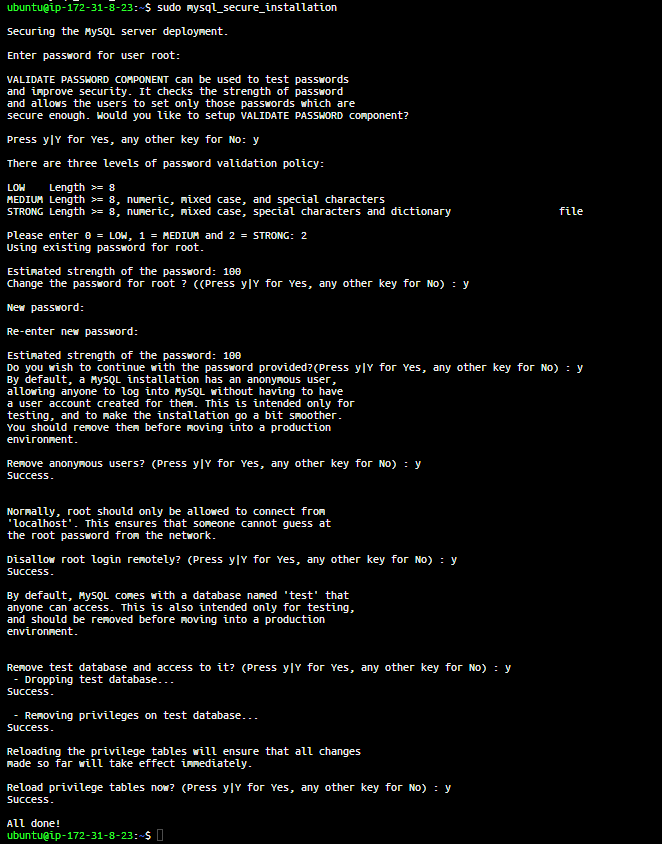 ubuntu@ip-172-31-8-23:~$ sudo mysql_secure_installation
Securing the MySQL server deployment.
Enter password for user root:
VALIDATE PASSWORD COMPONENT can be used to test passwords
and improve security. It checks the strength of password
and allows the users to set only those passwords which are
secure enough. Would you like to setup VALIDATE PASSWORD component?
Press y|Y for Yes, any other key for No: y
There are three levels of password validation policy:
LOW    Length >= 8
MEDIUM Length >= 8, numeric, mixed case, and special characters
STRONG Length >= 8, numeric, mixed case, special characters and dictionary                  file
Please enter 0 = LOW, 1 = MEDIUM and 2 = STRONG: 2
Using existing password for root.
Estimated strength of the password: 100
Change the password for root ? ((Press y|Y for Yes, any other key for No) : y
New password:
Re-enter new password:
Estimated strength of the password: 100
Do you wish to continue with the password provided?(Press y|Y for Yes, any other key for No) : y
By default, a MySQL installation has an anonymous user,
allowing anyone to log into MySQL without having to have
a user account created for them. This is intended only for
testing, and to make the installation go a bit smoother.
You should remove them before moving into a production
environment.
Remove anonymous users? (Press y|Y for Yes, any other key for No) : y
Success.
Normally, root should only be allowed to connect from
'localhost'. This ensures that someone cannot guess at
the root password from the network.
Disallow root login remotely? (Press y|Y for Yes, any other key for No) : y
Success.
By default, MySQL comes with a database named 'test' that
anyone can access. This is also intended only for testing,
and should be removed before moving into a production
environment.
Remove test database and access to it? (Press y|Y for Yes, any other key for No) : y
 - Dropping test database...
Success.
 - Removing privileges on test database...
Success.
Reloading the privilege tables will ensure that all changes
made so far will take effect immediately.
Reload privilege tables now? (Press y|Y for Yes, any other key for No) : y
Success.
All done!
ubuntu@ip-172-31-8-23:~$